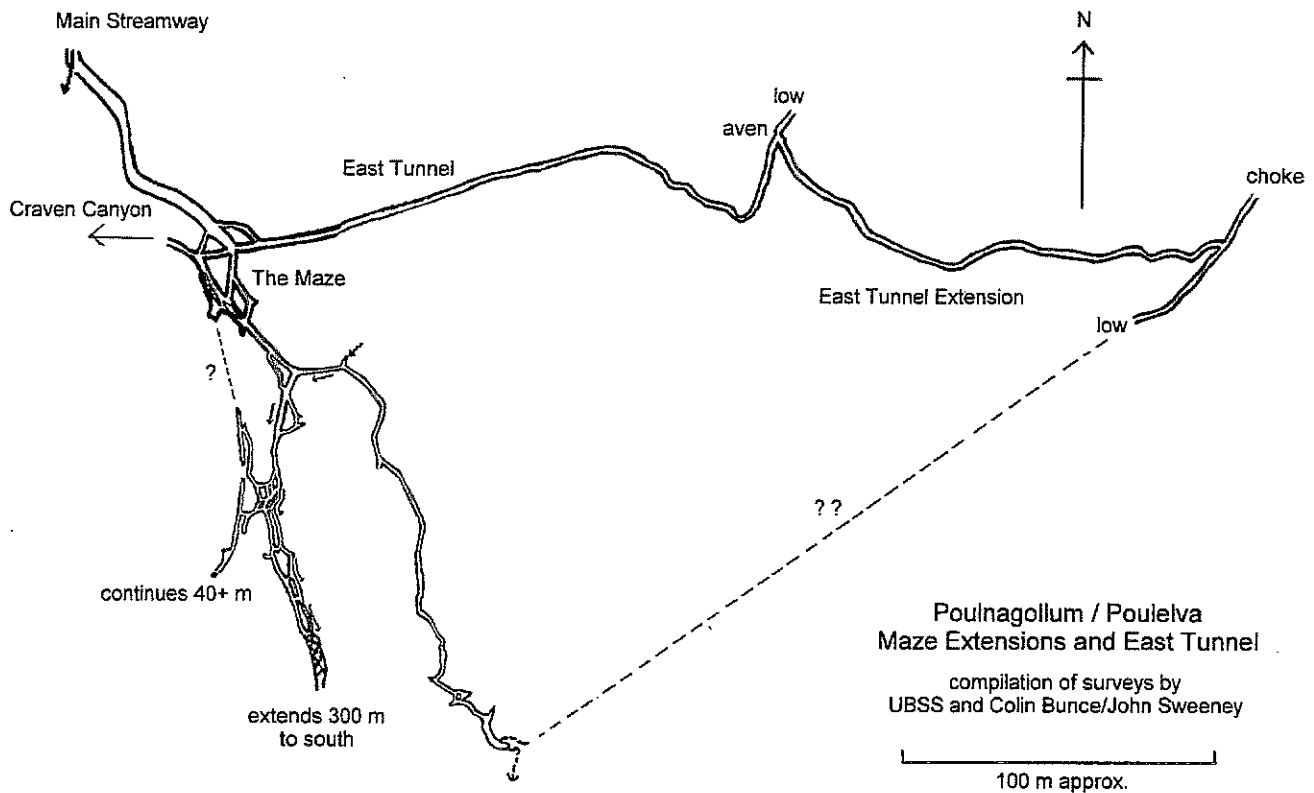 Main Streamway
N
low
aven
East Tunnel
choke
Craven Canyon
The Maze
East Tunnel Extension
low
?
? ?
continues 40+ m
Poulnagollum / Poulelva
Maze Extensions and East Tunnel
compilation of surveys by
UBSS and Colin Bunce/John Sweeney
extends 300 m
to south
100 m approx.